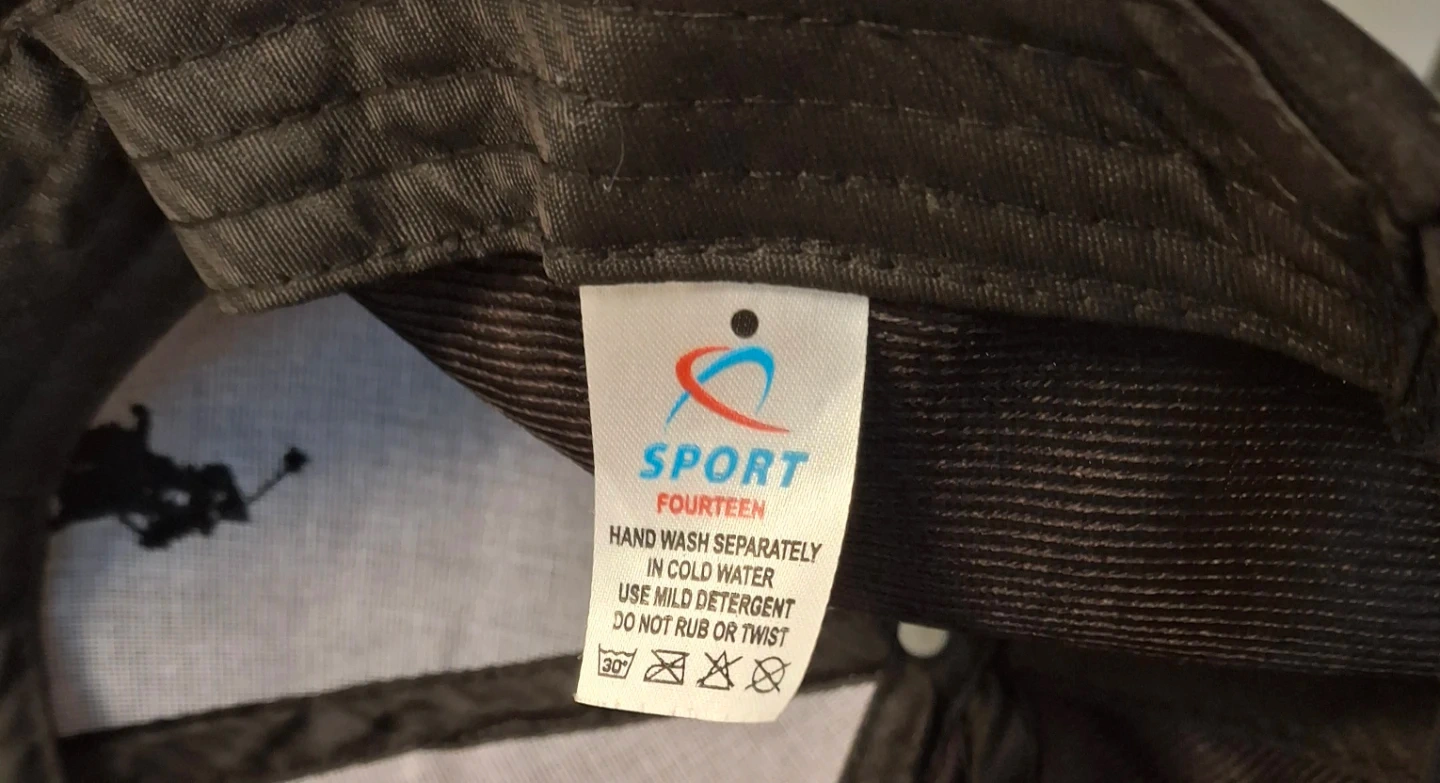 SPORT
FOURTEEN
HAND WASH SEPARATELY
IN COLD WATER
USE MILD DETERGENT
DO NOT RUB OR TWIST
30°